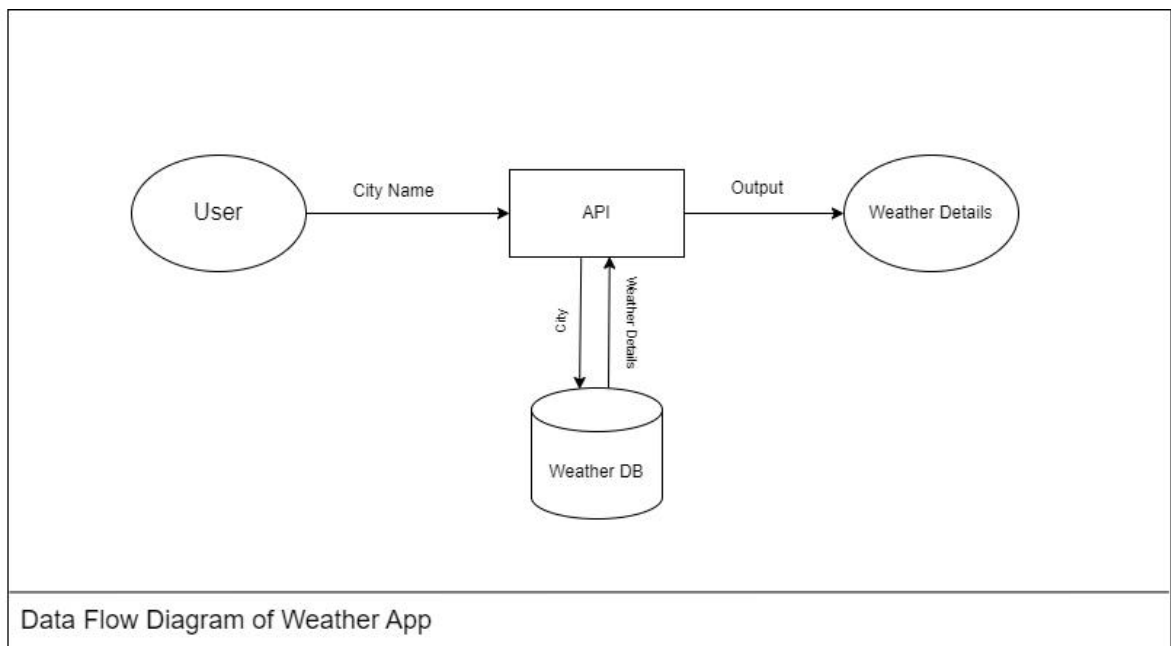 User
City Name
API
Output
Weather Details
City
Weather Details
Weather DB
Data Flow Diagram of Weather App